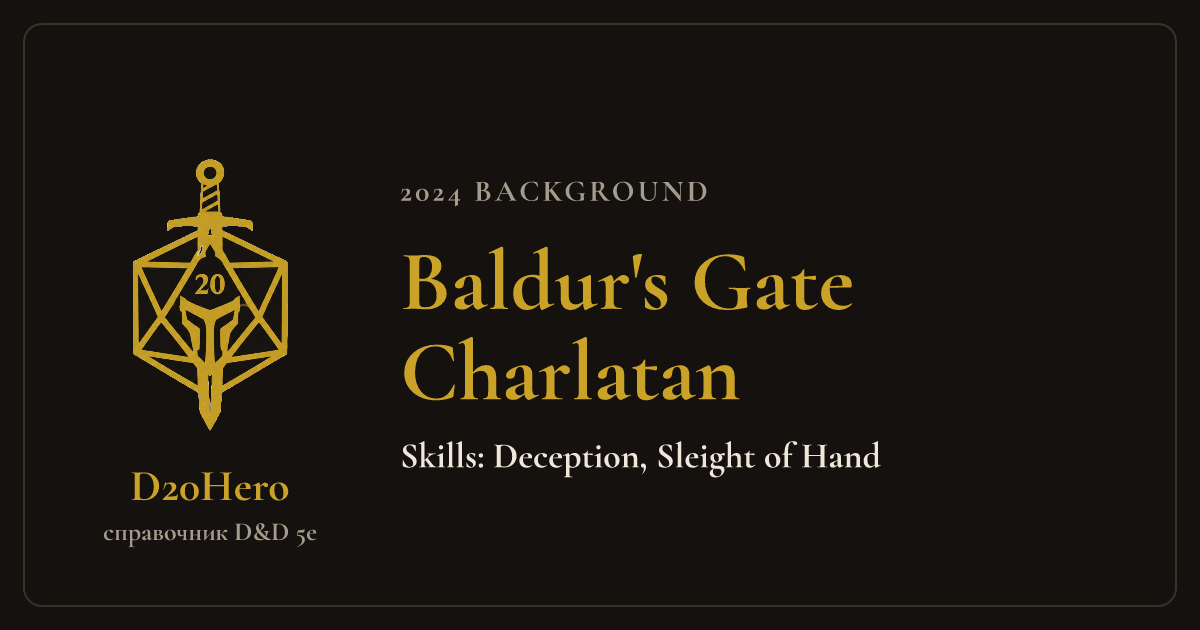 20
D20Hero
справочник D&D 5e
2024 BACKGROUND
Baldur's Gate
Charlatan
Skills: Deception, Sleight of Hand